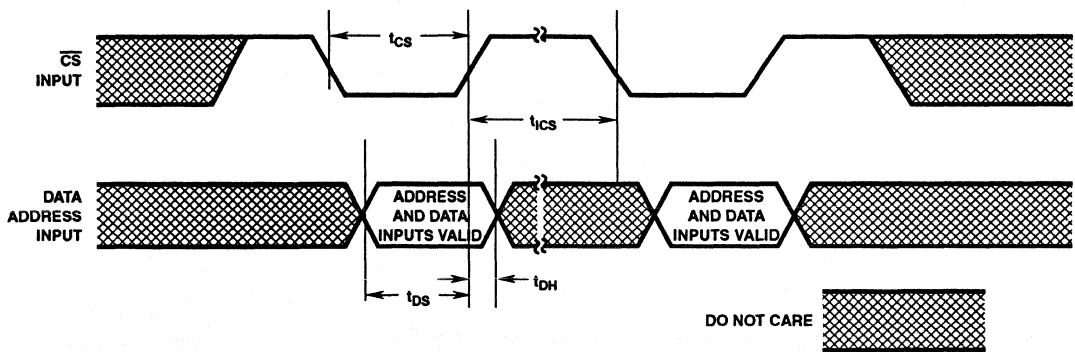 CS
INPUT
tCS
tICS
DATA
ADDRESS
INPUT
ADDRESS
AND DATA
INPUTS VALID
ADDRESS
AND DATA
INPUTS VALID
tDS
tDH
DO NOT CARE